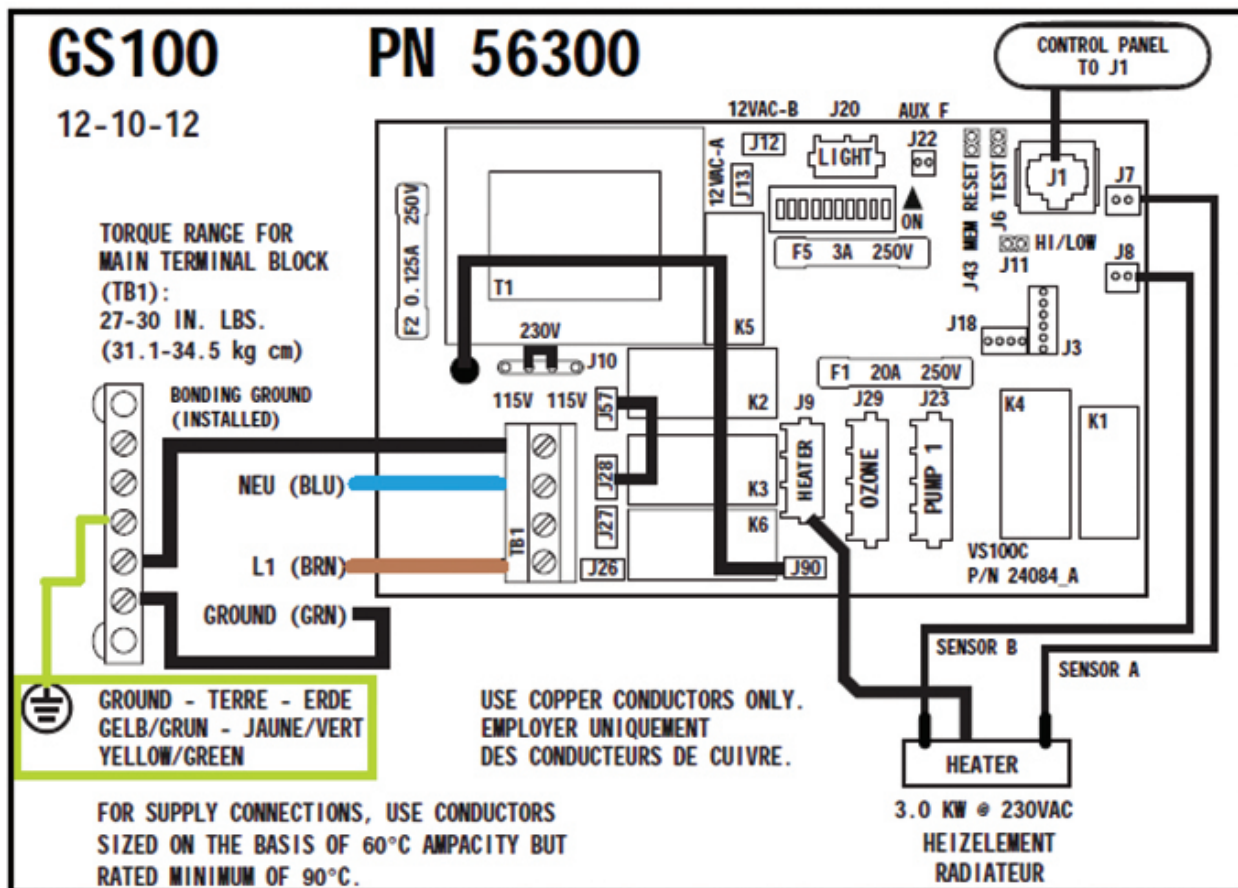 GS100 PN 56300
12-10-12
CONTROL PANEL
TO J1
12VAC-B J20 AUX F
J12
LIGHT
J22
12VAC-A
J13
ON
J43 MEM RESET
J6 TEST
J1
J7
HI/LOW
J11
J8
F2 0.125A 250V
T1
F5 3A 250V
K5
J18
J3
TORQUE RANGE FOR
MAIN TERMINAL BLOCK
(TB1):
27-30 IN. LBS.
(31.1-34.5 kg cm)
230V
J10
115V 115V
J57
K2
F1 20A 250V
J9 J29 J23
HEATER
OZONE
PUMP 1
K4
K1
BONDING GROUND
(INSTALLED)
NEU (BLU)
J28
K3
J27
K6
TB1
L1 (BRN)
J26
J90
VS100C
P/N 24084_A
GROUND (GRN)
SENSOR B
SENSOR A
GROUND - TERRE - ERDE
GELB/GRUN - JAUNE/VERT
YELLOW/GREEN
USE COPPER CONDUCTORS ONLY.
EMPLOYER UNIQUEMENT
DES CONDUCTEURS DE CUIVRE.
HEATER
3.0 KW @ 230VAC
HEIZELEMENT
RADIATEUR
FOR SUPPLY CONNECTIONS, USE CONDUCTORS
SIZED ON THE BASIS OF 60°C AMPACITY BUT
RATED MINIMUM OF 90°C.